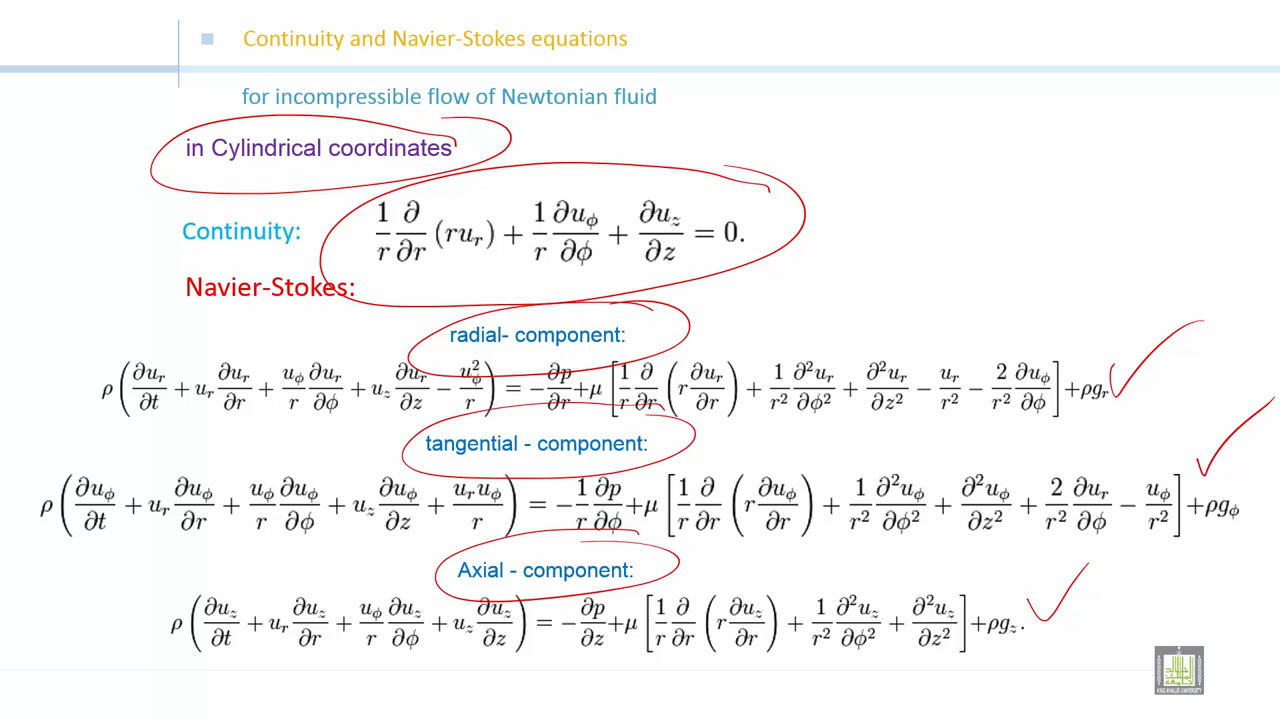 Continuity and Navier-Stokes equations
for incompressible flow of Newtonian fluid
in Cylindrical coordinates
Continuity: $\frac{1}{r}\frac{\partial}{\partial r}(ru_r) + \frac{1}{r}\frac{\partial u_\phi}{\partial \phi} + \frac{\partial u_z}{\partial z} = 0.$
Navier-Stokes:
radial- component:
$\rho\left(\frac{\partial u_r}{\partial t} + u_r\frac{\partial u_r}{\partial r} + \frac{u_\phi}{r}\frac{\partial u_r}{\partial \phi} + u_z\frac{\partial u_r}{\partial z} - \frac{u_\phi^2}{r}\right) = -\frac{\partial p}{\partial r} + \mu\left[\frac{1}{r}\frac{\partial}{\partial r}\left(r\frac{\partial u_r}{\partial r}\right) + \frac{1}{r^2}\frac{\partial^2 u_r}{\partial \phi^2} + \frac{\partial^2 u_r}{\partial z^2} - \frac{u_r}{r^2} - \frac{2}{r^2}\frac{\partial u_\phi}{\partial \phi}\right] + \rho g_r$
tangential - component:
$\rho\left(\frac{\partial u_\phi}{\partial t} + u_r\frac{\partial u_\phi}{\partial r} + \frac{u_\phi}{r}\frac{\partial u_\phi}{\partial \phi} + u_z\frac{\partial u_\phi}{\partial z} + \frac{u_r u_\phi}{r}\right) = -\frac{1}{r}\frac{\partial p}{\partial \phi} + \mu\left[\frac{1}{r}\frac{\partial}{\partial r}\left(r\frac{\partial u_\phi}{\partial r}\right) + \frac{1}{r^2}\frac{\partial^2 u_\phi}{\partial \phi^2} + \frac{\partial^2 u_\phi}{\partial z^2} + \frac{2}{r^2}\frac{\partial u_r}{\partial \phi} - \frac{u_\phi}{r^2}\right] + \rho g_\phi$
Axial - component:
$\rho\left(\frac{\partial u_z}{\partial t} + u_r\frac{\partial u_z}{\partial r} + \frac{u_\phi}{r}\frac{\partial u_z}{\partial \phi} + u_z\frac{\partial u_z}{\partial z}\right) = -\frac{\partial p}{\partial z} + \mu\left[\frac{1}{r}\frac{\partial}{\partial r}\left(r\frac{\partial u_z}{\partial r}\right) + \frac{1}{r^2}\frac{\partial^2 u_z}{\partial \phi^2} + \frac{\partial^2 u_z}{\partial z^2}\right] + \rho g_z.$
KING KHALID UNIVERSITY